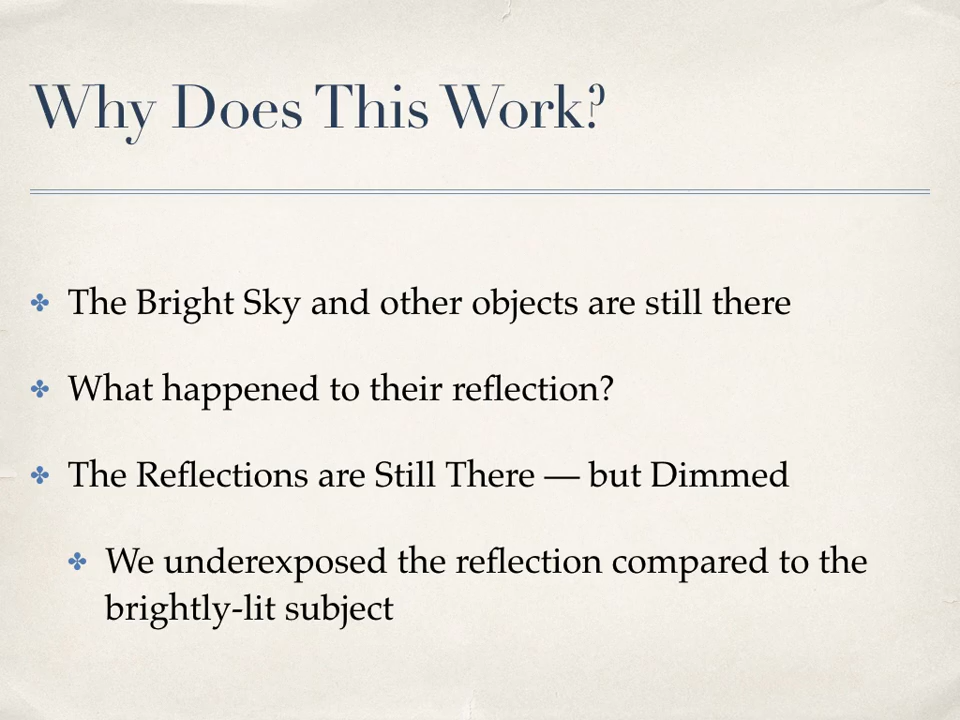 Why Does This Work?
The Bright Sky and other objects are still there
What happened to their reflection?
The Reflections are Still There — but Dimmed
We underexposed the reflection compared to the
brightly-lit subject